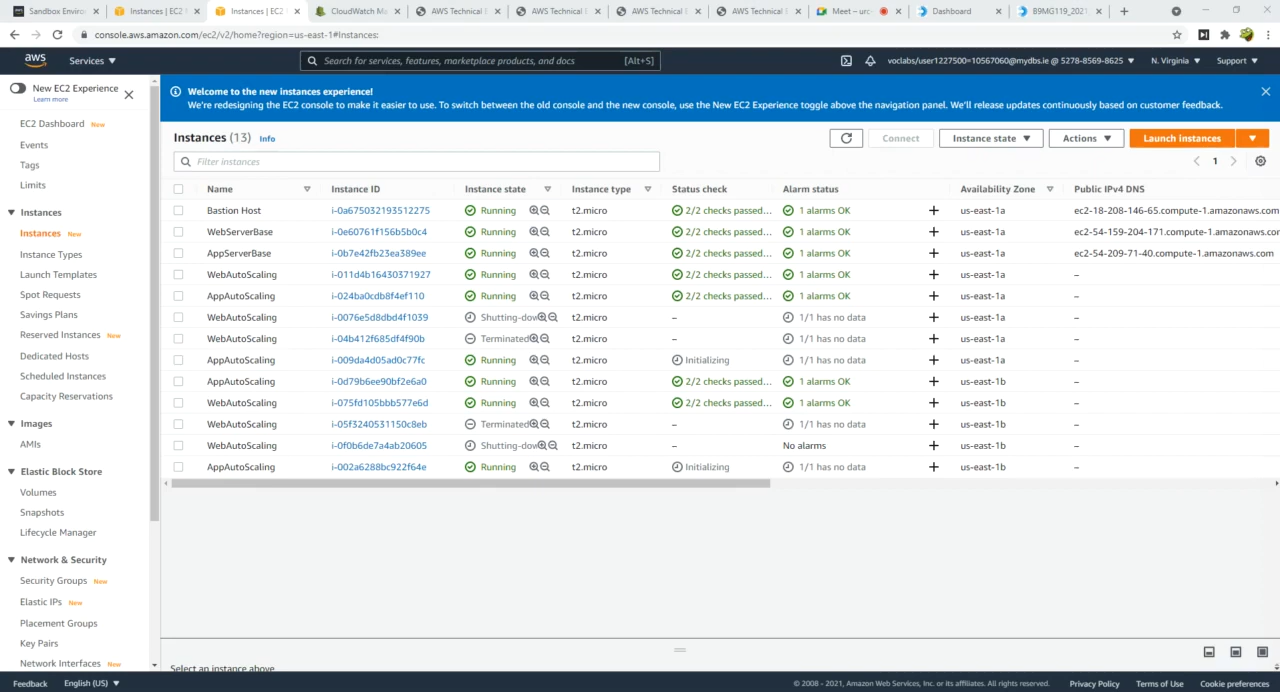 Sandbox Enviro
Instances | EC2
Instances | EC2
CloudWatch Ma
AWS Technical E
AWS Technical E
AWS Technical E
AWS Technical E
Meet – urc
Dashboard
B9MG119_2021
console.aws.amazon.com/ec2/v2/home?region=us-east-1#Instances:
aws Services ▼ Search for services, features, marketplace products, and docs [Alt+S] voclabs/user1227500=10567060@mydbs.ie @ 5278-8569-8625 ▼ N. Virginia ▼ Support ▼
New EC2 Experience
Learn more
EC2 Dashboard New
Events
Tags
Limits
Instances
Instances New
Instance Types
Launch Templates
Spot Requests
Savings Plans
Reserved Instances New
Dedicated Hosts
Scheduled Instances
Capacity Reservations
Images
AMIs
Elastic Block Store
Volumes
Snapshots
Lifecycle Manager
Network & Security
Security Groups New
Elastic IPs New
Placement Groups
Key Pairs
Network Interfaces New
Welcome to the new instances experience!
We're redesigning the EC2 console to make it easier to use. To switch between the old console and the new console, use the New EC2 Experience toggle above the navigation panel. We'll release updates continuously based on customer feedback.
Instances (13) Info Connect Instance state ▼ Actions ▼ Launch instances ▼
Filter instances 1
Name Instance ID Instance state Instance type Status check Alarm status Availability Zone Public IPv4 DNS
Bastion Host i-0a675032193512275 Running t2.micro 2/2 checks passed... 1 alarms OK + us-east-1a ec2-18-208-146-65.compute-1.amazonaws.com
WebServerBase i-0e60761f156b5b0c4 Running t2.micro 2/2 checks passed... 1 alarms OK + us-east-1a ec2-54-159-204-171.compute-1.amazonaws.com
AppServerBase i-0b7e42fb23ea389ee Running t2.micro 2/2 checks passed... 1 alarms OK + us-east-1a ec2-54-209-71-40.compute-1.amazonaws.com
WebAutoScaling i-011d4b16430371927 Running t2.micro 2/2 checks passed... 1 alarms OK + us-east-1a –
AppAutoScaling i-024ba0cdb8f4ef110 Running t2.micro 2/2 checks passed... 1 alarms OK + us-east-1a –
WebAutoScaling i-0076e5d8dbd4f1039 Shutting-dow t2.micro – 1/1 has no data + us-east-1a –
WebAutoScaling i-04b412f685df4f90b Terminated t2.micro – 1/1 has no data + us-east-1a –
AppAutoScaling i-009da4d05ad0c77fc Running t2.micro Initializing 1/1 has no data + us-east-1a –
AppAutoScaling i-0d79b6ee90bf2e6a0 Running t2.micro 2/2 checks passed... 1 alarms OK + us-east-1b –
WebAutoScaling i-075fd105bbb577e6d Running t2.micro 2/2 checks passed... 1 alarms OK + us-east-1b –
WebAutoScaling i-05f3240531150c8eb Terminated t2.micro – 1/1 has no data + us-east-1b –
WebAutoScaling i-0f0b6de7a4ab20605 Shutting-dow t2.micro – No alarms + us-east-1b –
AppAutoScaling i-002a6288bc922f64e Running t2.micro Initializing 1/1 has no data + us-east-1b –
Select an instance above
Feedback English (US) ▼ © 2008 - 2021, Amazon Web Services, Inc. or its affiliates. All rights reserved. Privacy Policy Terms of Use Cookie preferences